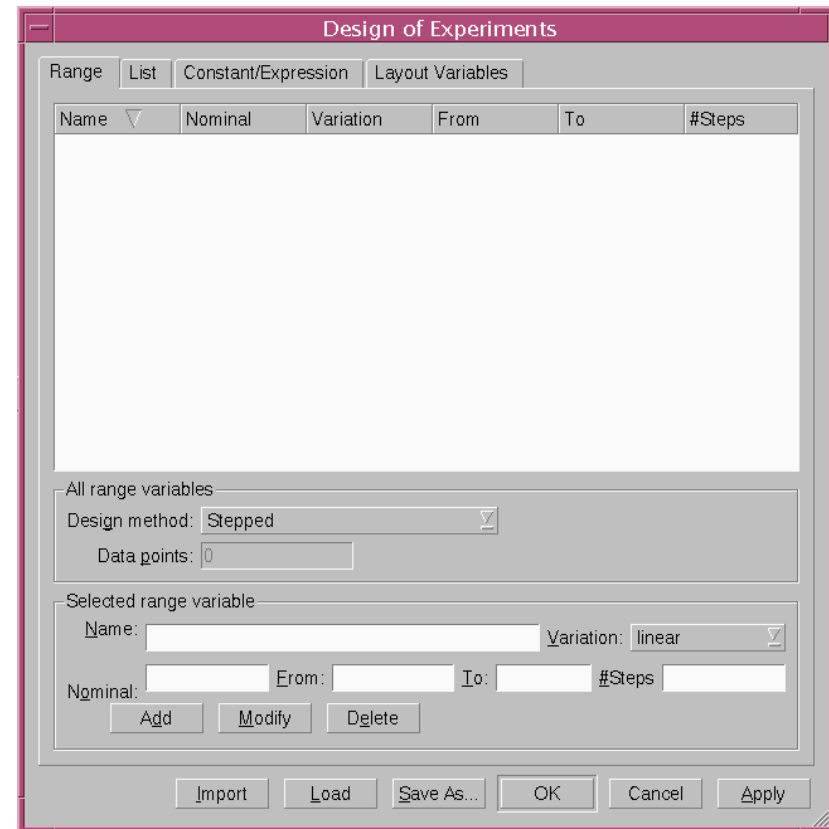 Design of Experiments
Range List Constant/Expression Layout Variables
Name Nominal Variation From To #Steps
All range variables
Design method: Stepped
Data points: 0
Selected range variable
Name: Variation: linear
Nominal: From: To: #Steps
Add Modify Delete
Import Load Save As... OK Cancel Apply